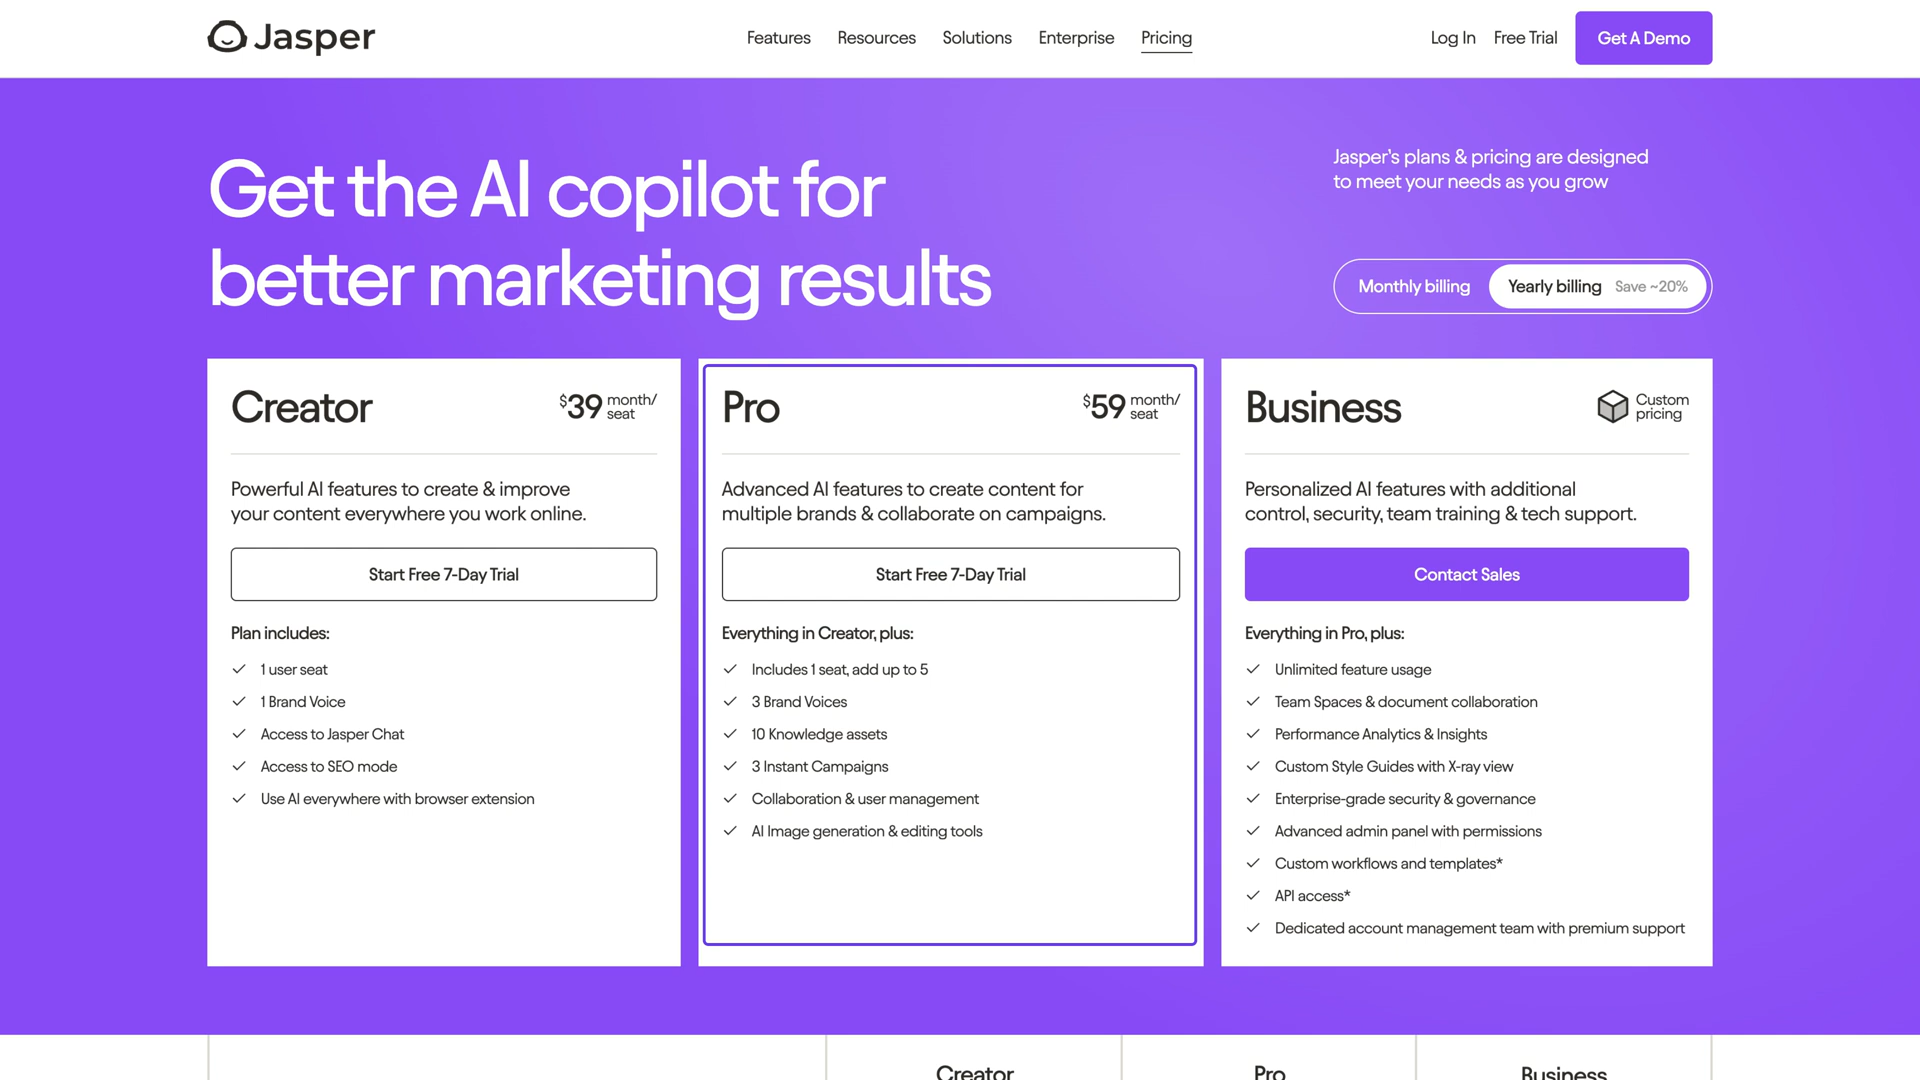 Jasper
Features
Resources
Solutions
Enterprise
Pricing
Log In
Free Trial
Get A Demo
Get the AI copilot for
better marketing results
Jasper's plans & pricing are designed
to meet your needs as you grow
Monthly billing
Yearly billing Save ~20%
Creator
$39 month/
seat
Powerful AI features to create & improve
your content everywhere you work online.
Start Free 7-Day Trial
Plan includes:
1 user seat
1 Brand Voice
Access to Jasper Chat
Access to SEO mode
Use AI everywhere with browser extension
Pro
$59 month/
seat
Advanced AI features to create content for
multiple brands & collaborate on campaigns.
Start Free 7-Day Trial
Everything in Creator, plus:
Includes 1 seat, add up to 5
3 Brand Voices
10 Knowledge assets
3 Instant Campaigns
Collaboration & user management
AI Image generation & editing tools
Business
Custom
pricing
Personalized AI features with additional
control, security, team training & tech support.
Contact Sales
Everything in Pro, plus:
Unlimited feature usage
Team Spaces & document collaboration
Performance Analytics & Insights
Custom Style Guides with X-ray view
Enterprise-grade security & governance
Advanced admin panel with permissions
Custom workflows and templates*
API access*
Dedicated account management team with premium support
Creator
Pro
Business